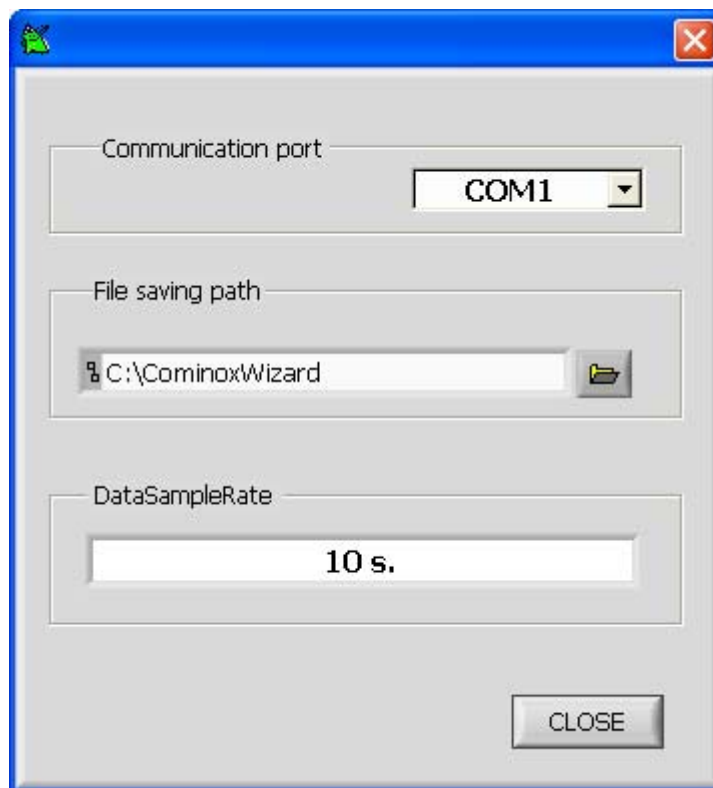 Communication port
COM1
File saving path
C:\CominoxWizard
DataSampleRate
10 s.
CLOSE